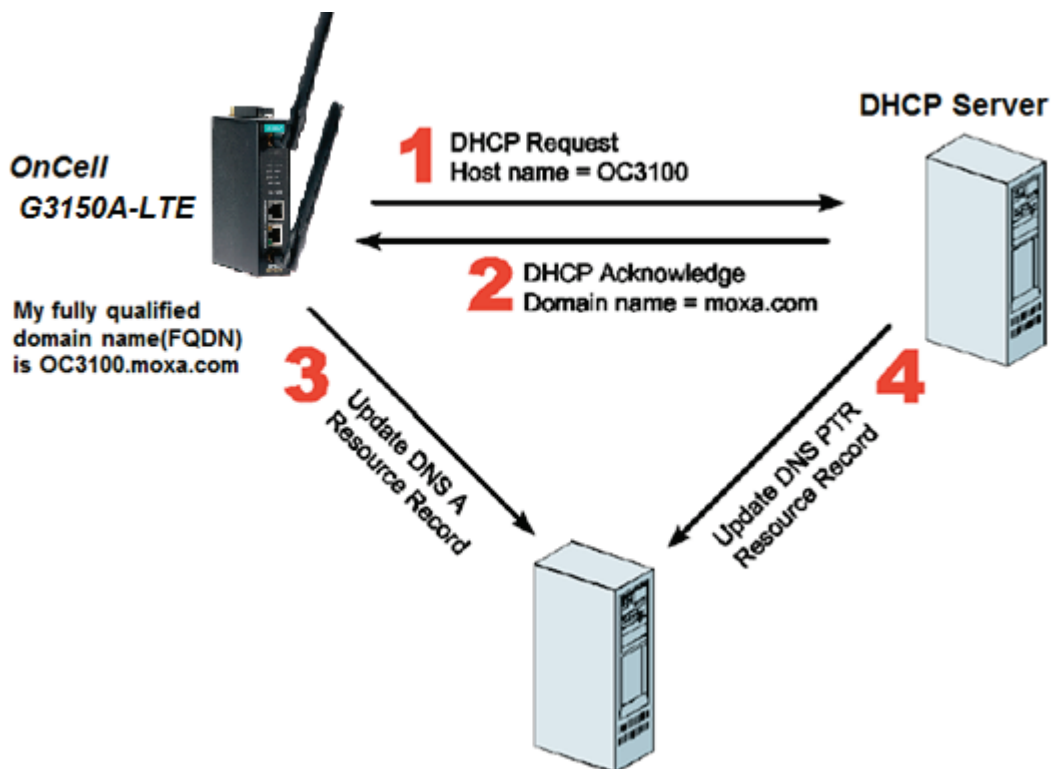 DHCP Server
OnCell
G3150A-LTE
1
DHCP Request
Host name = OC3100
2
DHCP Acknowledge
Domain name = moxa.com
My fully qualified
domain name(FQDN)
is OC3100.moxa.com
3
Update DNS A
Resource Record
4
Update DNS PTR
Resource Record